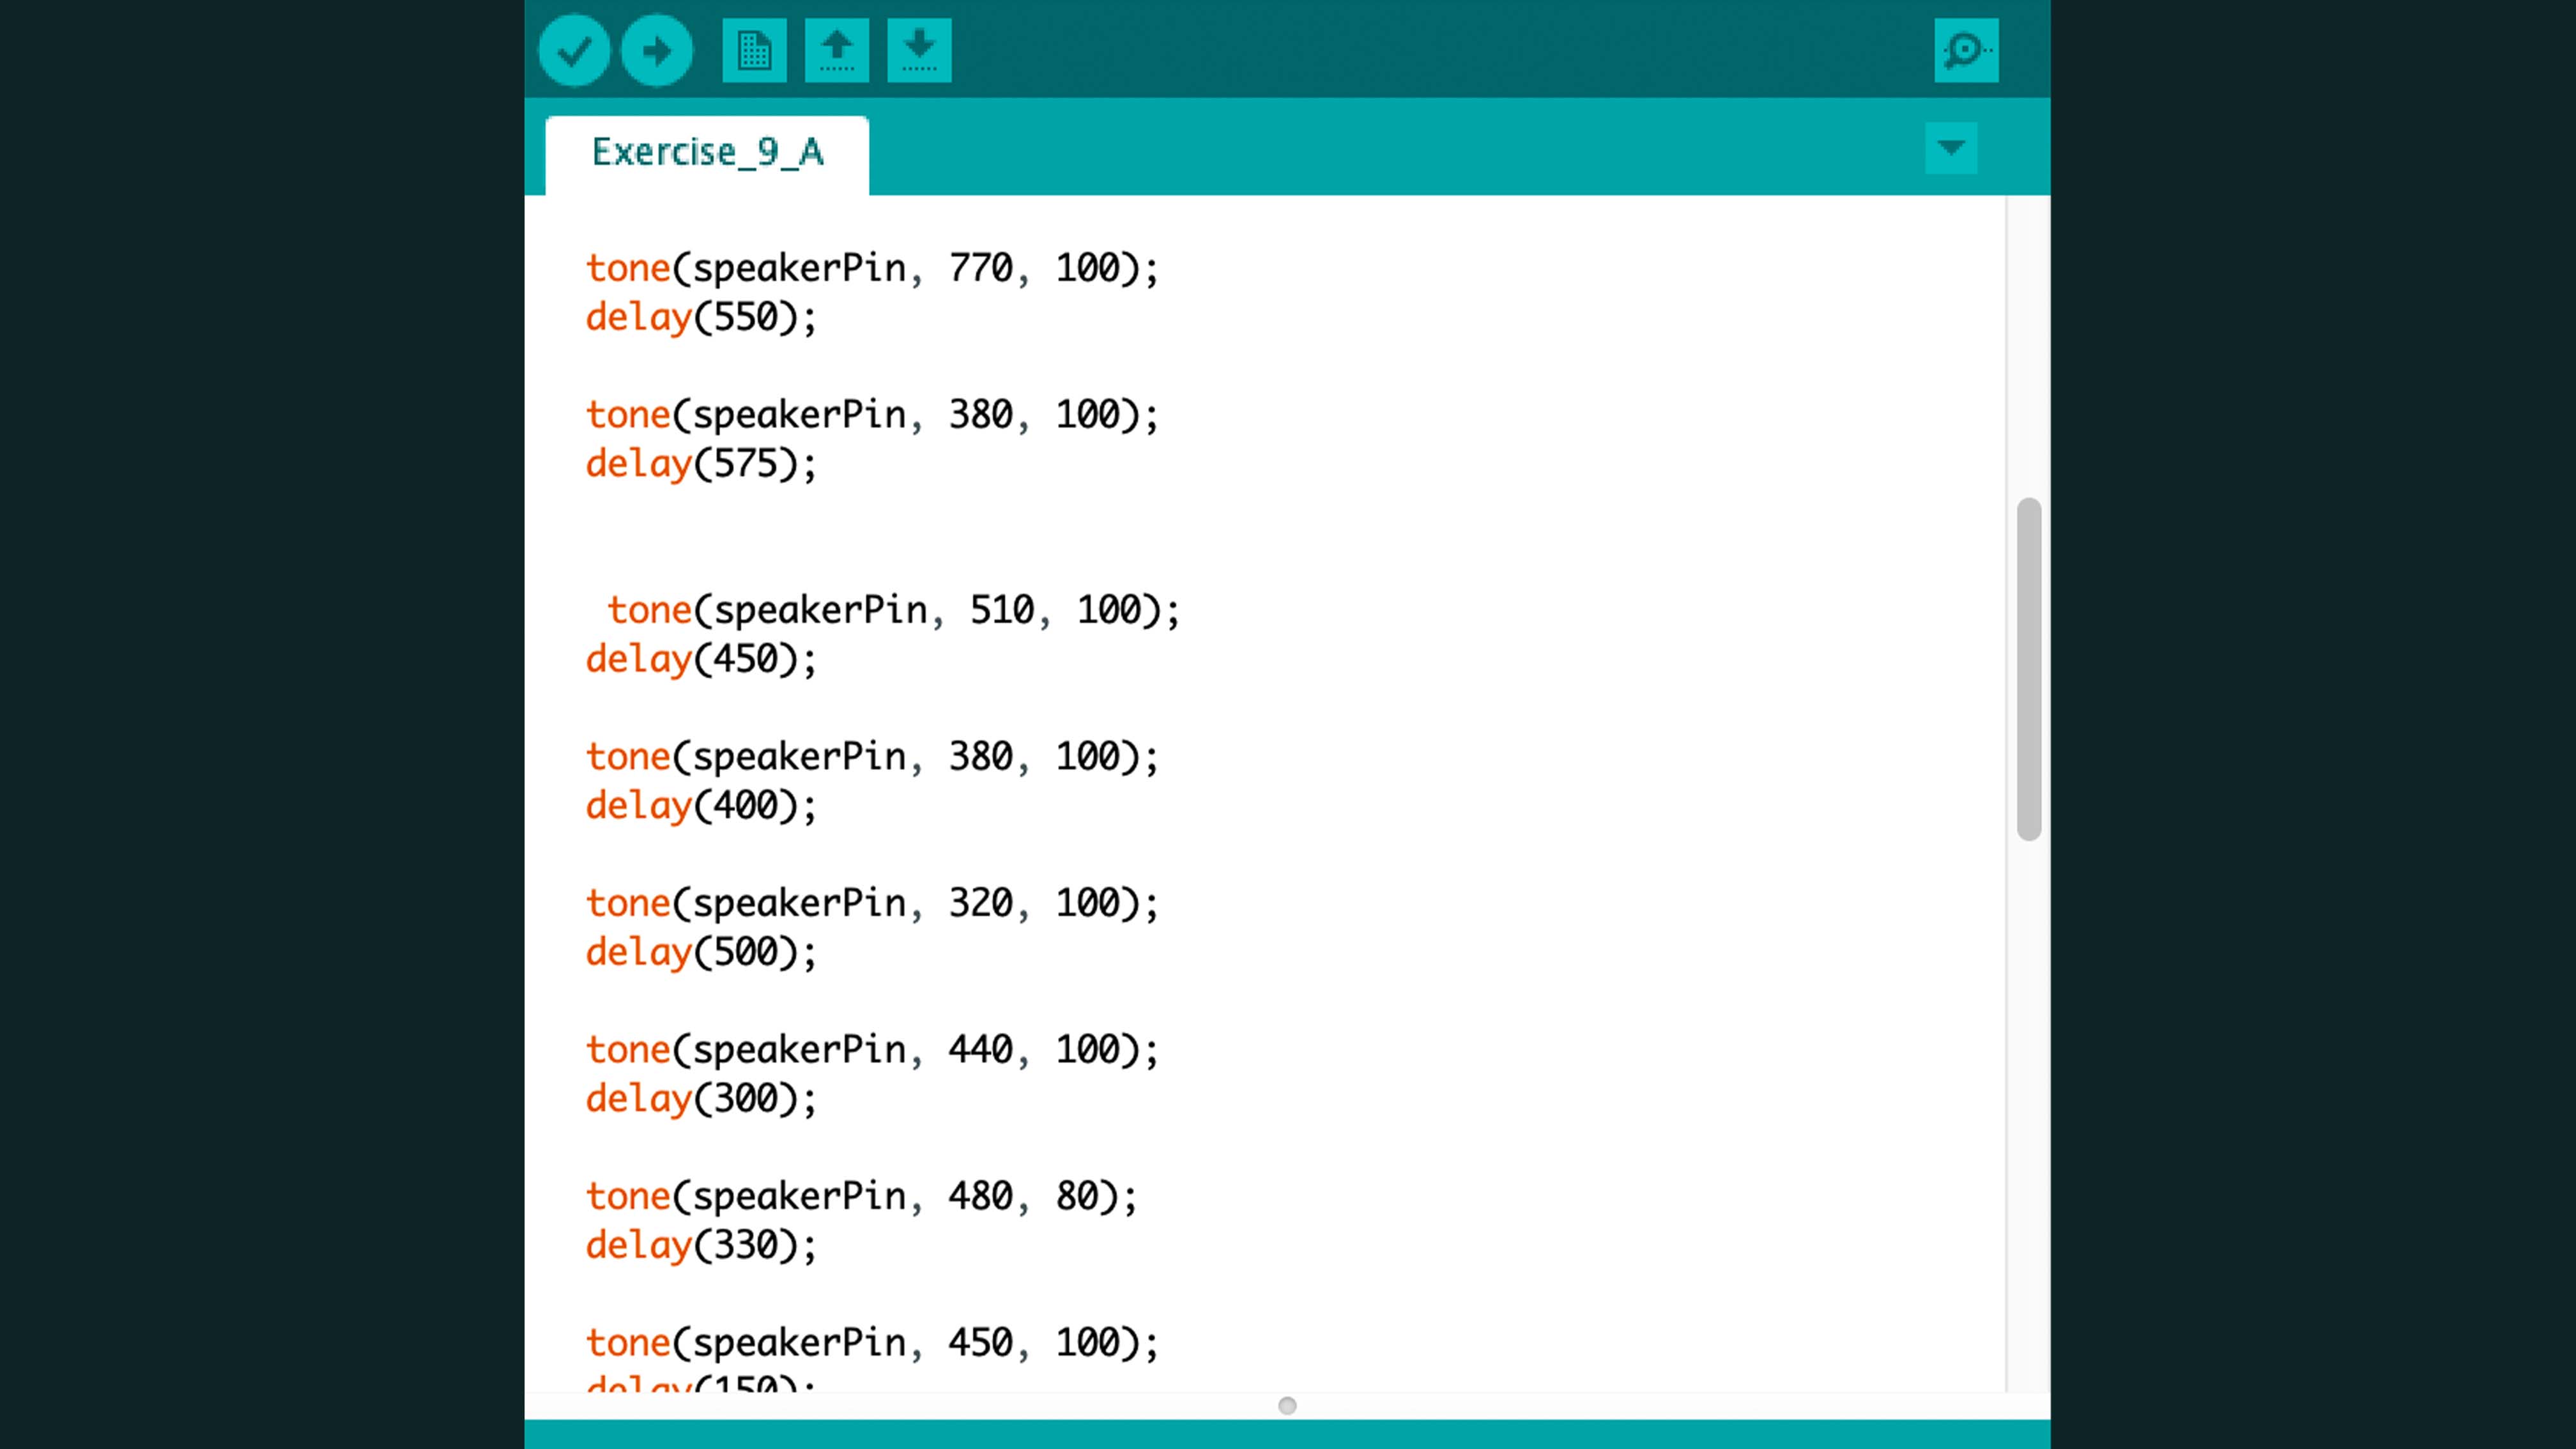 Exercise_9_A
tone(speakerPin, 770, 100);
delay(550);
tone(speakerPin, 380, 100);
delay(575);
tone(speakerPin, 510, 100);
delay(450);
tone(speakerPin, 380, 100);
delay(400);
tone(speakerPin, 320, 100);
delay(500);
tone(speakerPin, 440, 100);
delay(300);
tone(speakerPin, 480, 80);
delay(330);
tone(speakerPin, 450, 100);
delay(150);